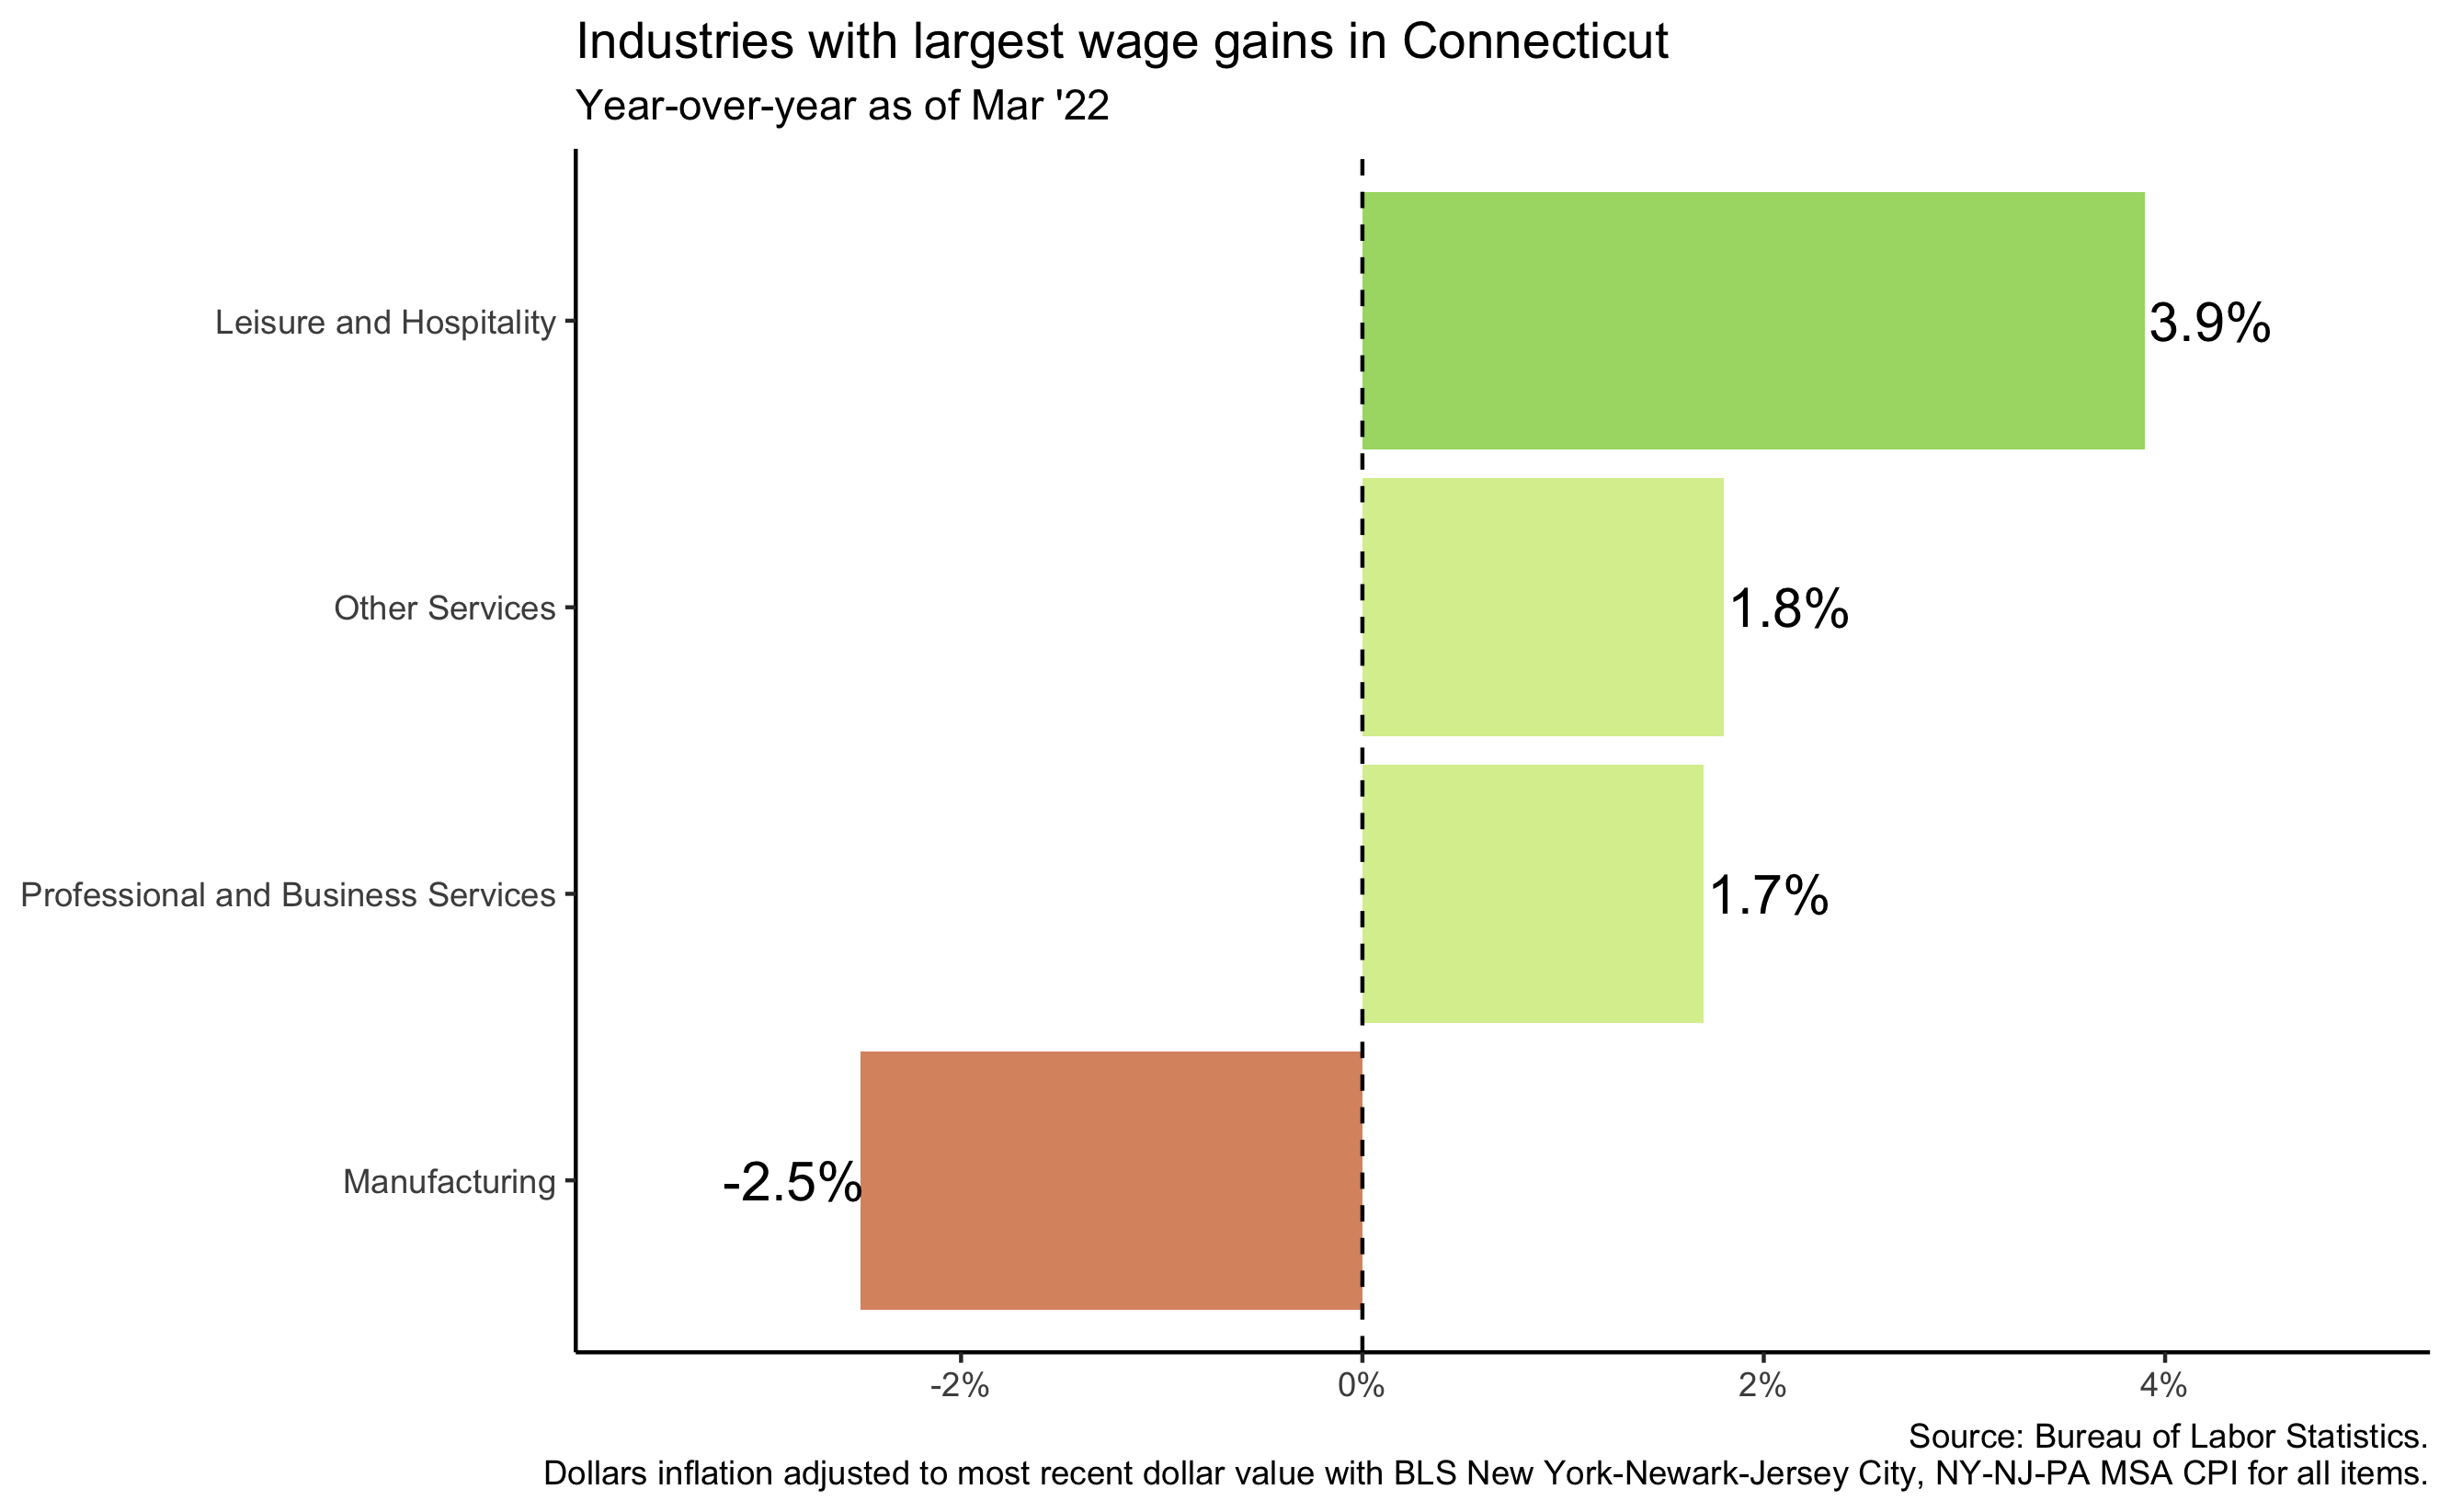 Industries with largest wage gains in Connecticut
Year-over-year as of Mar '22
Leisure and Hospitality
3.9%
Other Services
1.8%
Professional and Business Services
1.7%
Manufacturing
-2.5%
-2%
0%
2%
4%
Source: Bureau of Labor Statistics.
Dollars inflation adjusted to most recent dollar value with BLS New York-Newark-Jersey City, NY-NJ-PA MSA CPI for all items.